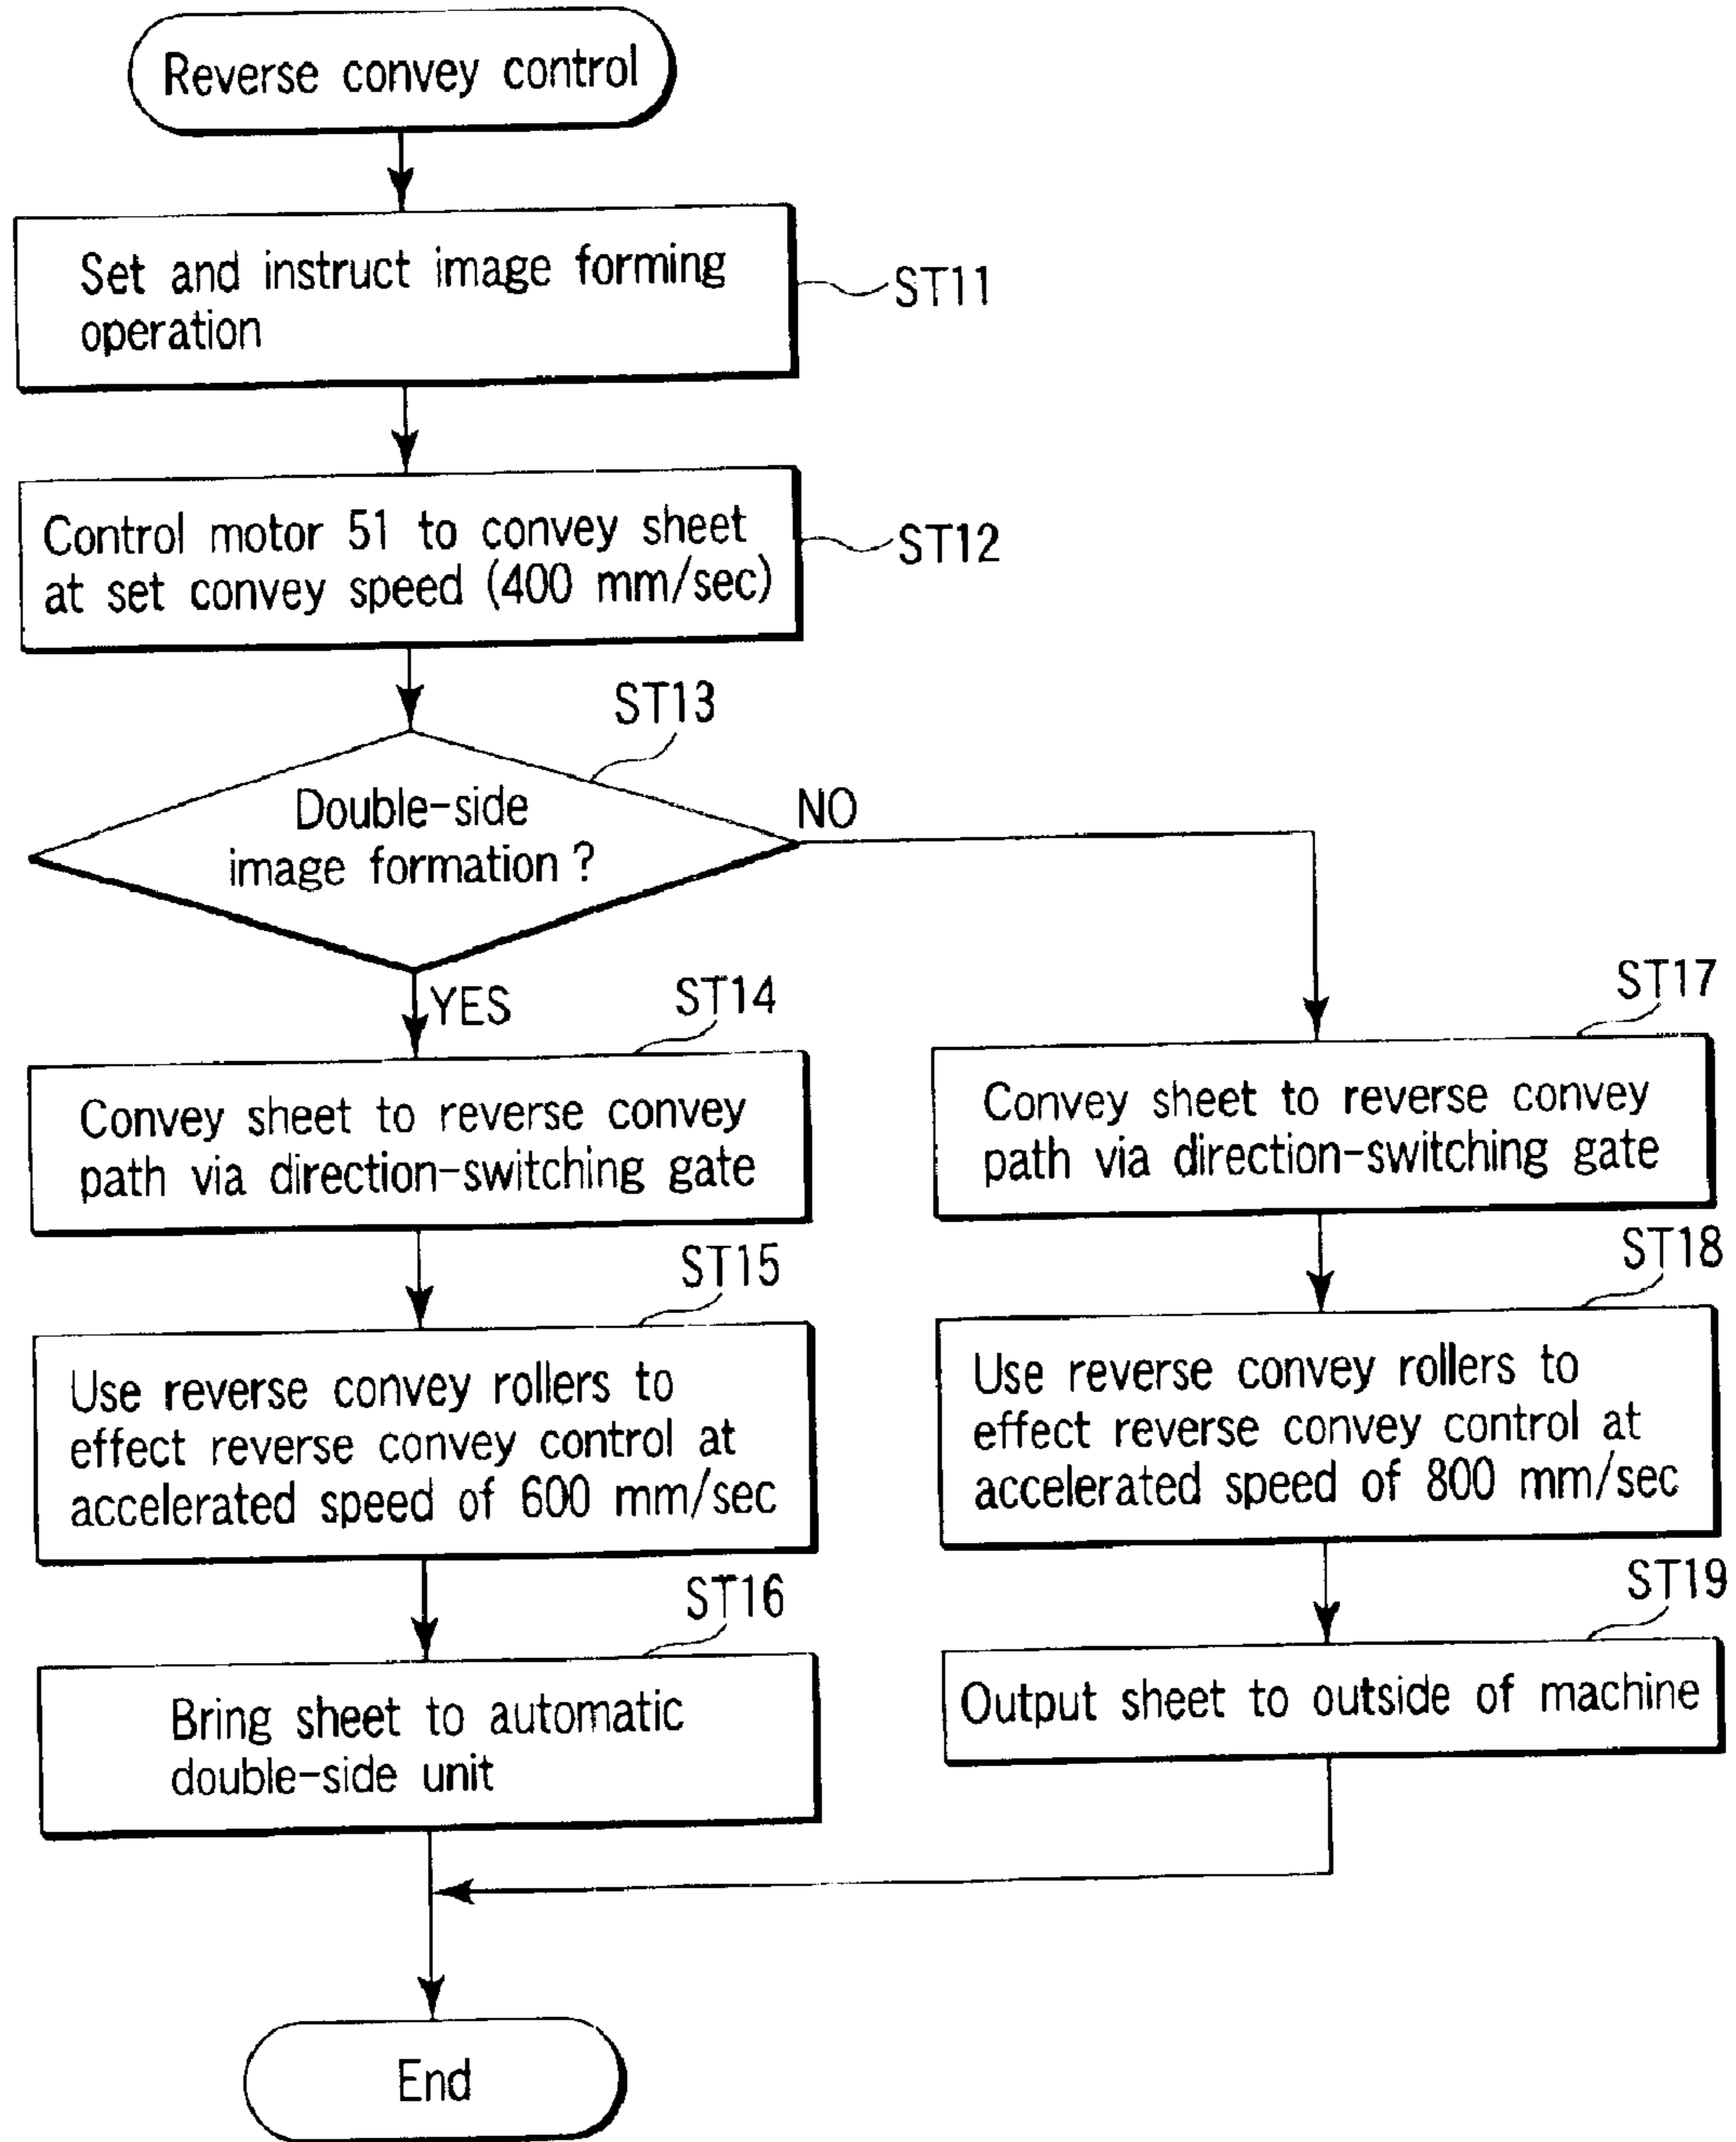 Reverse convey control
Set and instruct image forming
operation
ST11
Control motor 51 to convey sheet
at set convey speed (400 mm/sec)
ST12
ST13
Double-side
image formation ?
NO
YES
ST14
Convey sheet to reverse convey
path via direction-switching gate
ST15
Use reverse convey rollers to
effect reverse convey control at
accelerated speed of 600 mm/sec
ST16
Bring sheet to automatic
double-side unit
ST17
Convey sheet to reverse convey
path via direction-switching gate
ST18
Use reverse convey rollers to
effect reverse convey control at
accelerated speed of 800 mm/sec
ST19
Output sheet to outside of machine
End